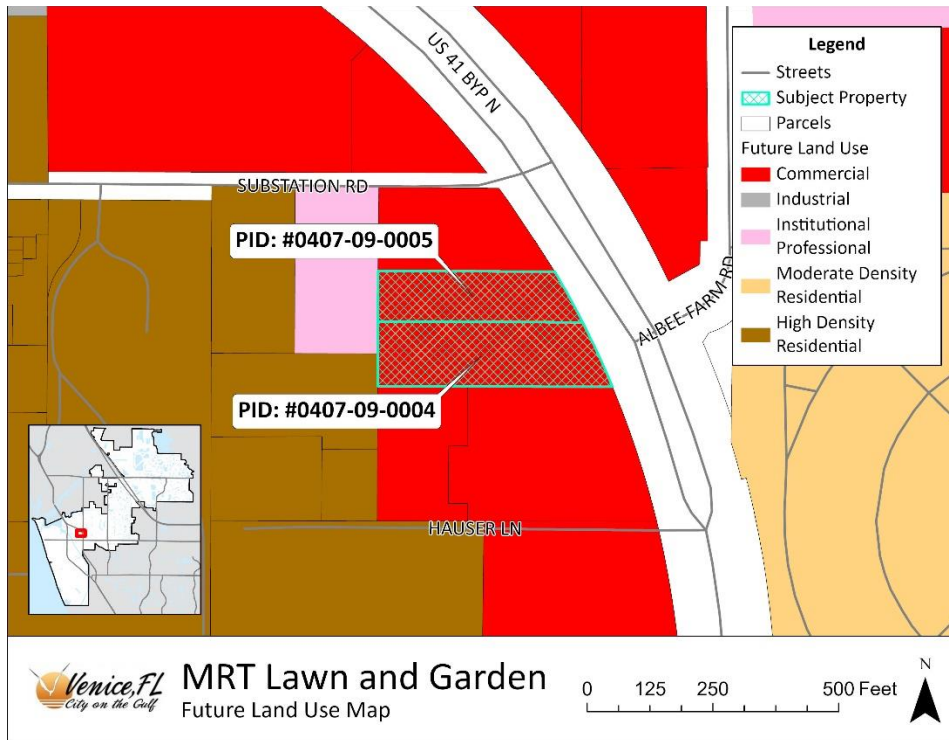 US 41 BYP N
Legend
Streets
Subject Property
Parcels
Future Land Use
Commercial
Industrial
Institutional
Professional
Moderate Density
Residential
High Density
Residential
SUBSTATION RD
PID: #0407-09-0005
ALBEE FARM RD
PID: #0407-09-0004
HAUSER LN
Venice, FL
City on the Gulf
MRT Lawn and Garden
Future Land Use Map
0 125 250 500 Feet
N